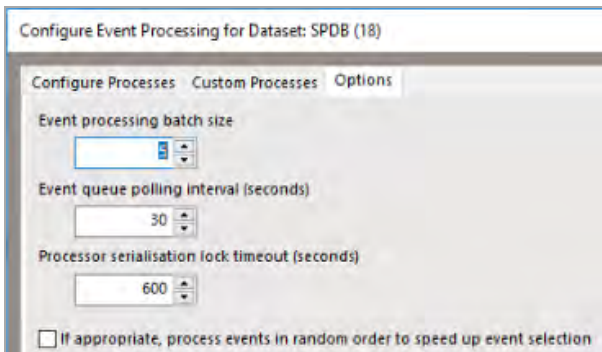 Configure Event Processing for Dataset: SPDB (18)
Configure Processes Custom Processes Options
Event processing batch size
5
Event queue polling interval (seconds)
30
Processor serialisation lock timeout (seconds)
600
If appropriate, process events in random order to speed up event selection